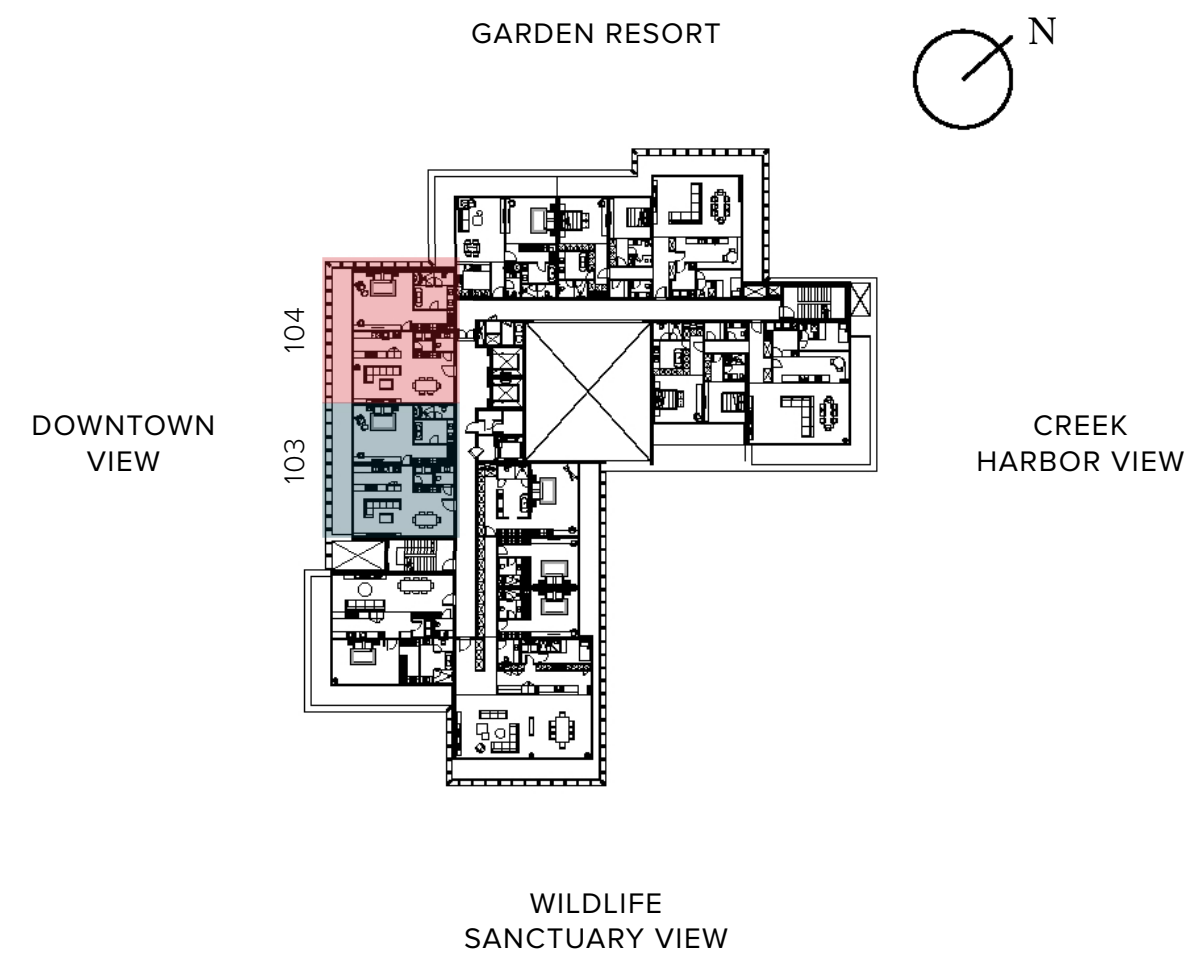 GARDEN RESORT
N
104
DOWNTOWN
VIEW
103
CREEK
HARBOR VIEW
WILDLIFE
SANCTUARY VIEW